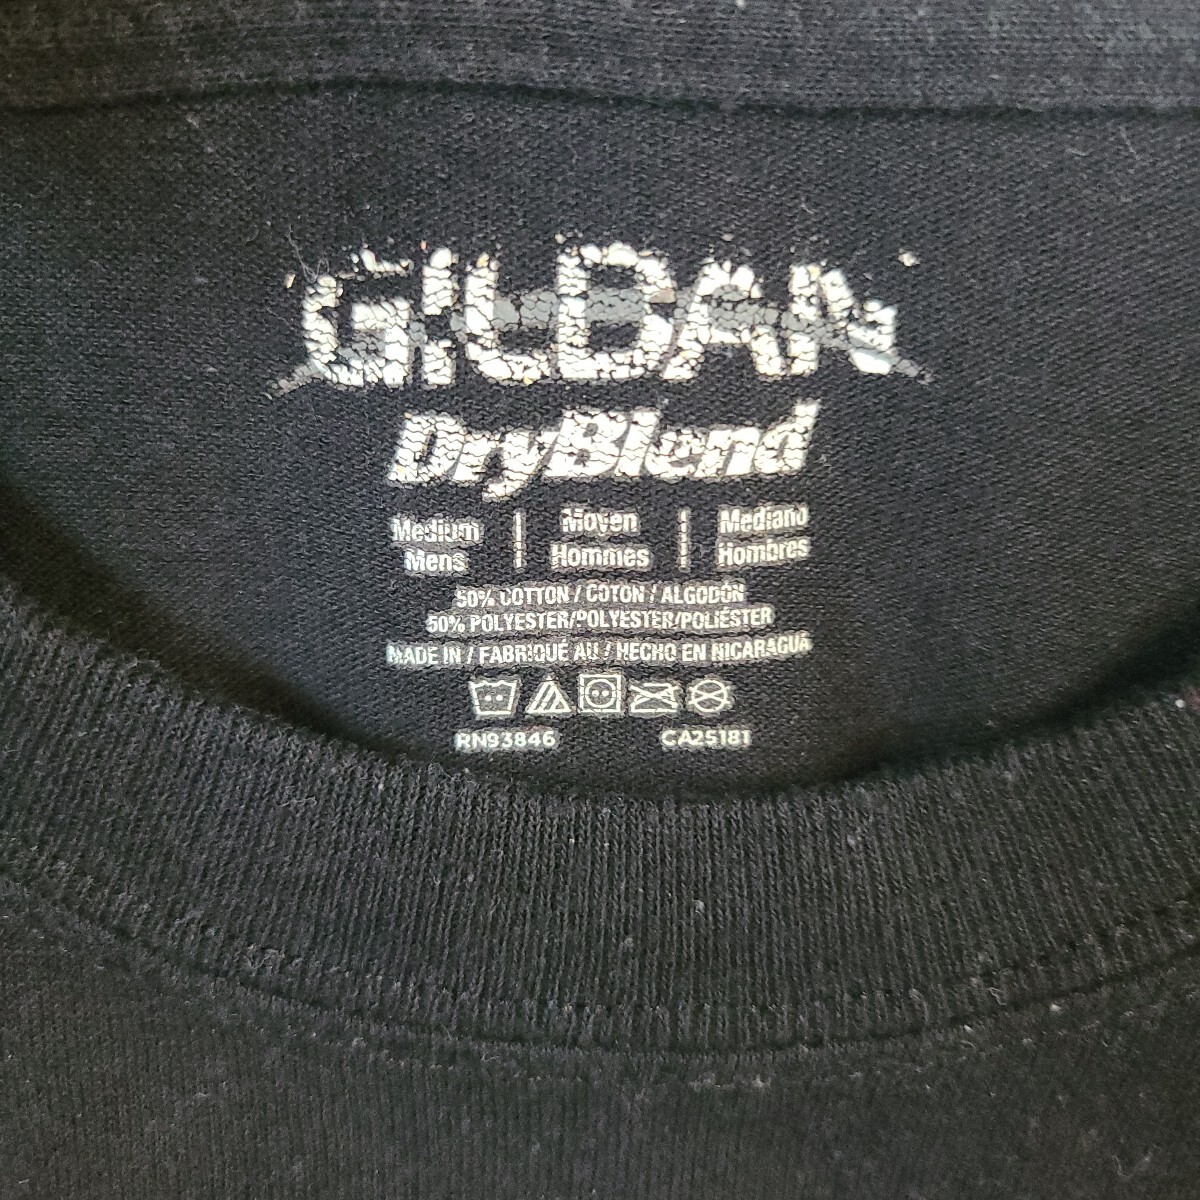 GILDAN
DryBlend
Medium | Moyen | Mediano
Mens | Hommes | Hombres
50% COTTON / COTON / ALGODÓN
50% POLYESTER/POLYESTER/POLIÉSTER
MADE IN / FABRIQUÉ AU / HECHO EN NICARAGUA
RN93846 CA25181